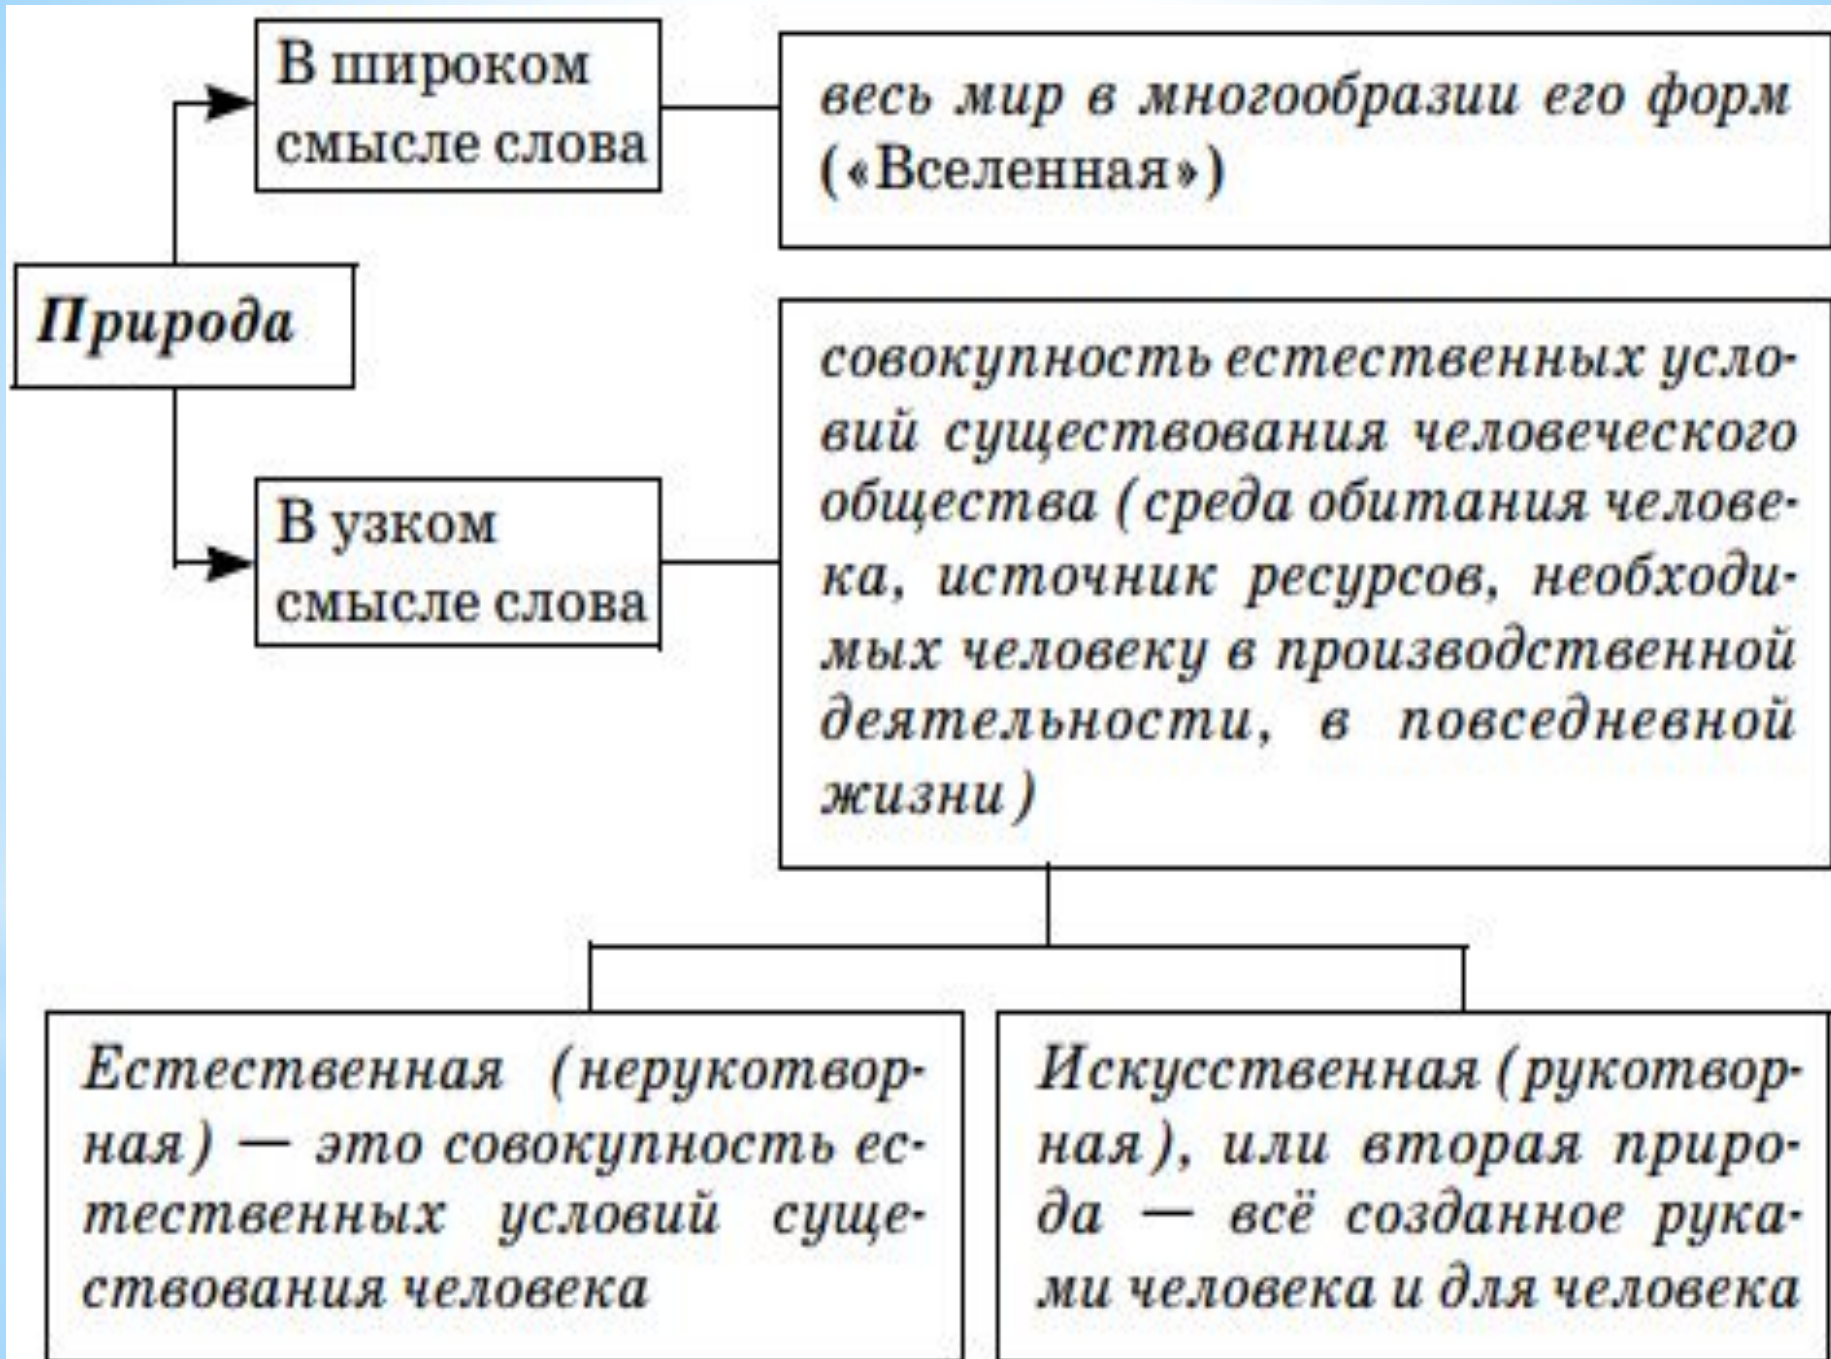 В широком
смысле слова
весь мир в многообразии его форм
(«Вселенная»)
Природа
совокупность естественных усло-
вий существования человеческого
общества (среда обитания челове-
ка, источник ресурсов, необходи-
мых человеку в производственной
деятельности, в повседневной
жизни)
В узком
смысле слова
Естественная (нерукотвор-
ная) — это совокупность ес-
тественных условий суще-
ствования человека
Искусственная (рукотвор-
ная), или вторая приро-
да — всё созданное рука-
ми человека и для человека